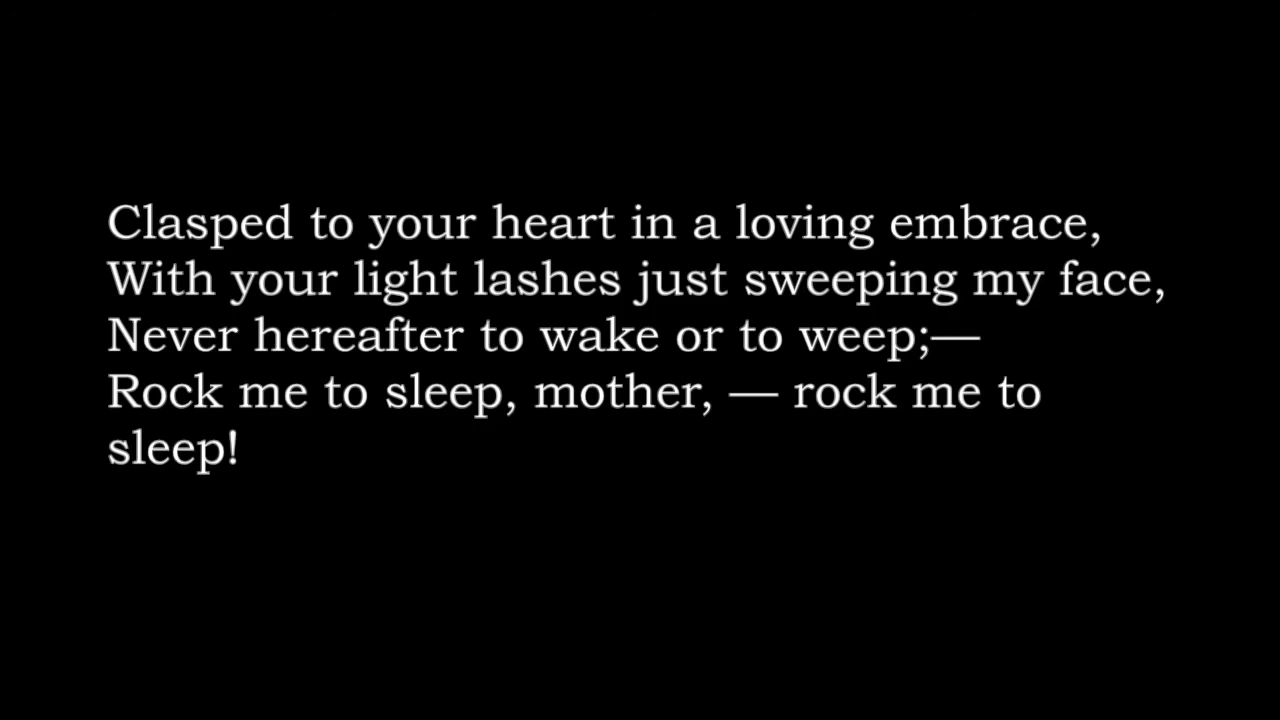 Clasped to your heart in a loving embrace,
With your light lashes just sweeping my face,
Never hereafter to wake or to weep;—
Rock me to sleep, mother, — rock me to
sleep!